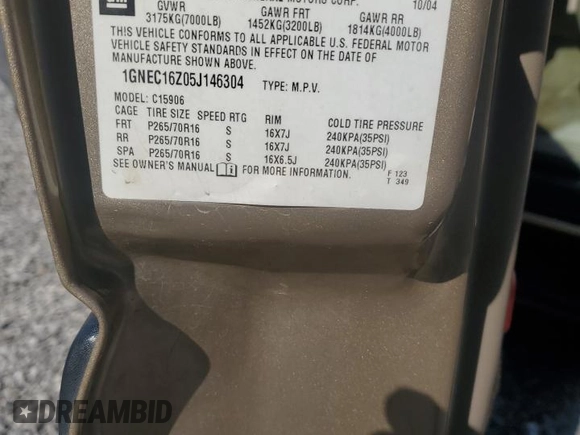 GM
MOTORS CORP. 10/04
GVWR GAWR FRT GAWR RR
3175KG(7000LB) 1452KG(3200LB) 1814KG(4000LB)
THIS VEHICLE CONFORMS TO ALL APPLICABLE U.S. FEDERAL MOTOR
VEHICLE SAFETY STANDARDS IN EFFECT ON THE DATE OF
MANUFACTURE SHOWN ABOVE.
1GNEC16Z05J146304 TYPE: M.P.V.
MODEL: C15906
CAGE TIRE SIZE SPEED RTG RIM COLD TIRE PRESSURE
FRT P265/70R16 S 16X7J 240KPA(35PSI)
RR P265/70R16 S 16X7J 240KPA(35PSI)
SPA P265/70R16 S 16X6.5J 240KPA(35PSI)
SEE OWNER'S MANUAL i FOR MORE INFORMATION.
F 123
T 349
DREAMBID